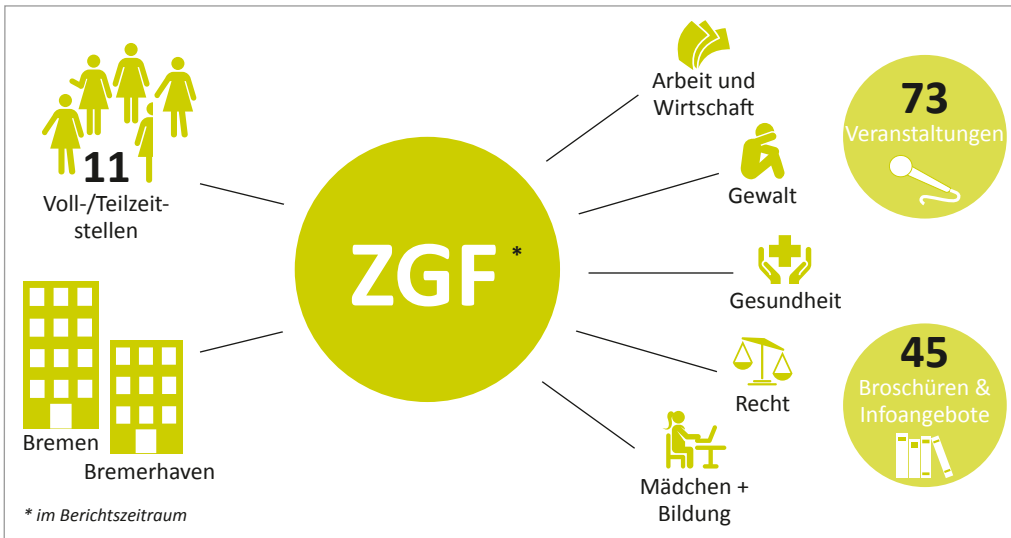 11
Voll-/Teilzeit-
stellen
Bremen
Bremerhaven
* im Berichtszeitraum
ZGF *
Arbeit und
Wirtschaft
Gewalt
Gesundheit
Recht
Mädchen +
Bildung
73
Veranstaltungen
45
Broschüren &
Infoangebote